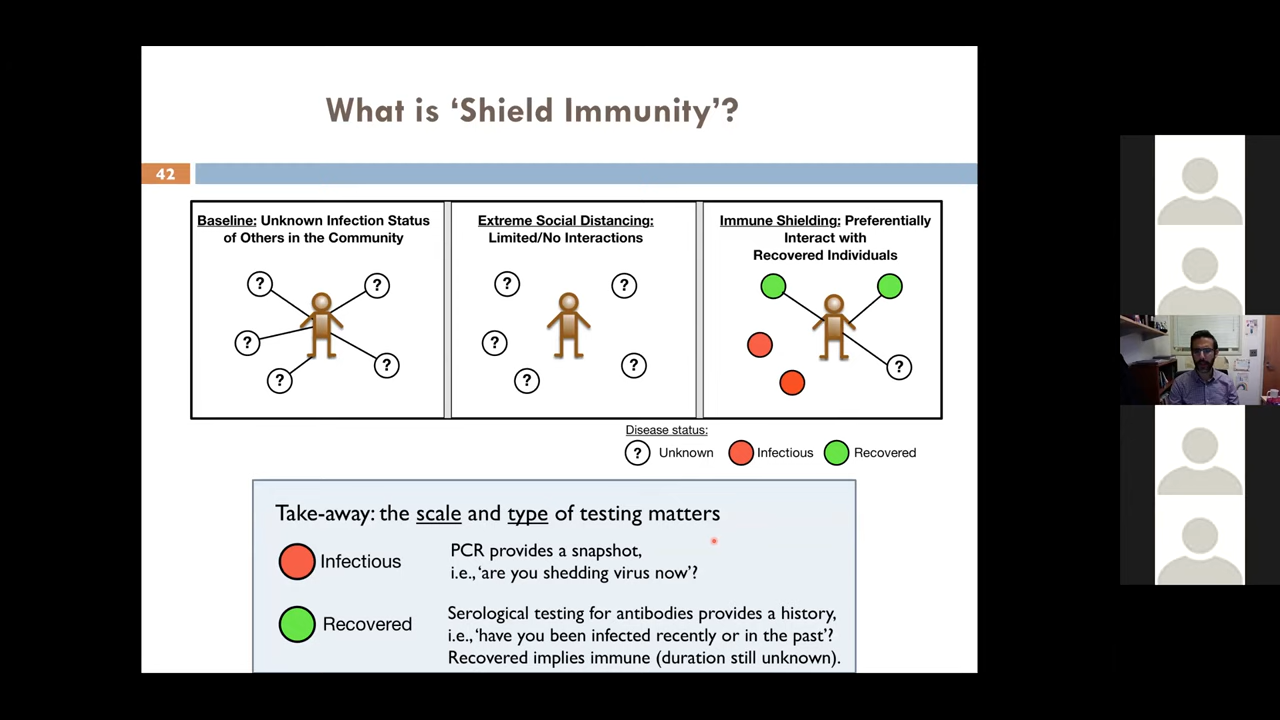 What is ‘Shield Immunity’?
42
Baseline: Unknown Infection Status
of Others in the Community
? ?
?
? ?
Extreme Social Distancing:
Limited/No Interactions
? ?
?
? ?
Immune Shielding: Preferentially
Interact with
Recovered Individuals
?
Disease status:
? Unknown Infectious Recovered
Take-away: the scale and type of testing matters
Infectious
PCR provides a snapshot,
i.e., ‘are you shedding virus now’?
Recovered
Serological testing for antibodies provides a history,
i.e., ‘have you been infected recently or in the past’?
Recovered implies immune (duration still unknown).